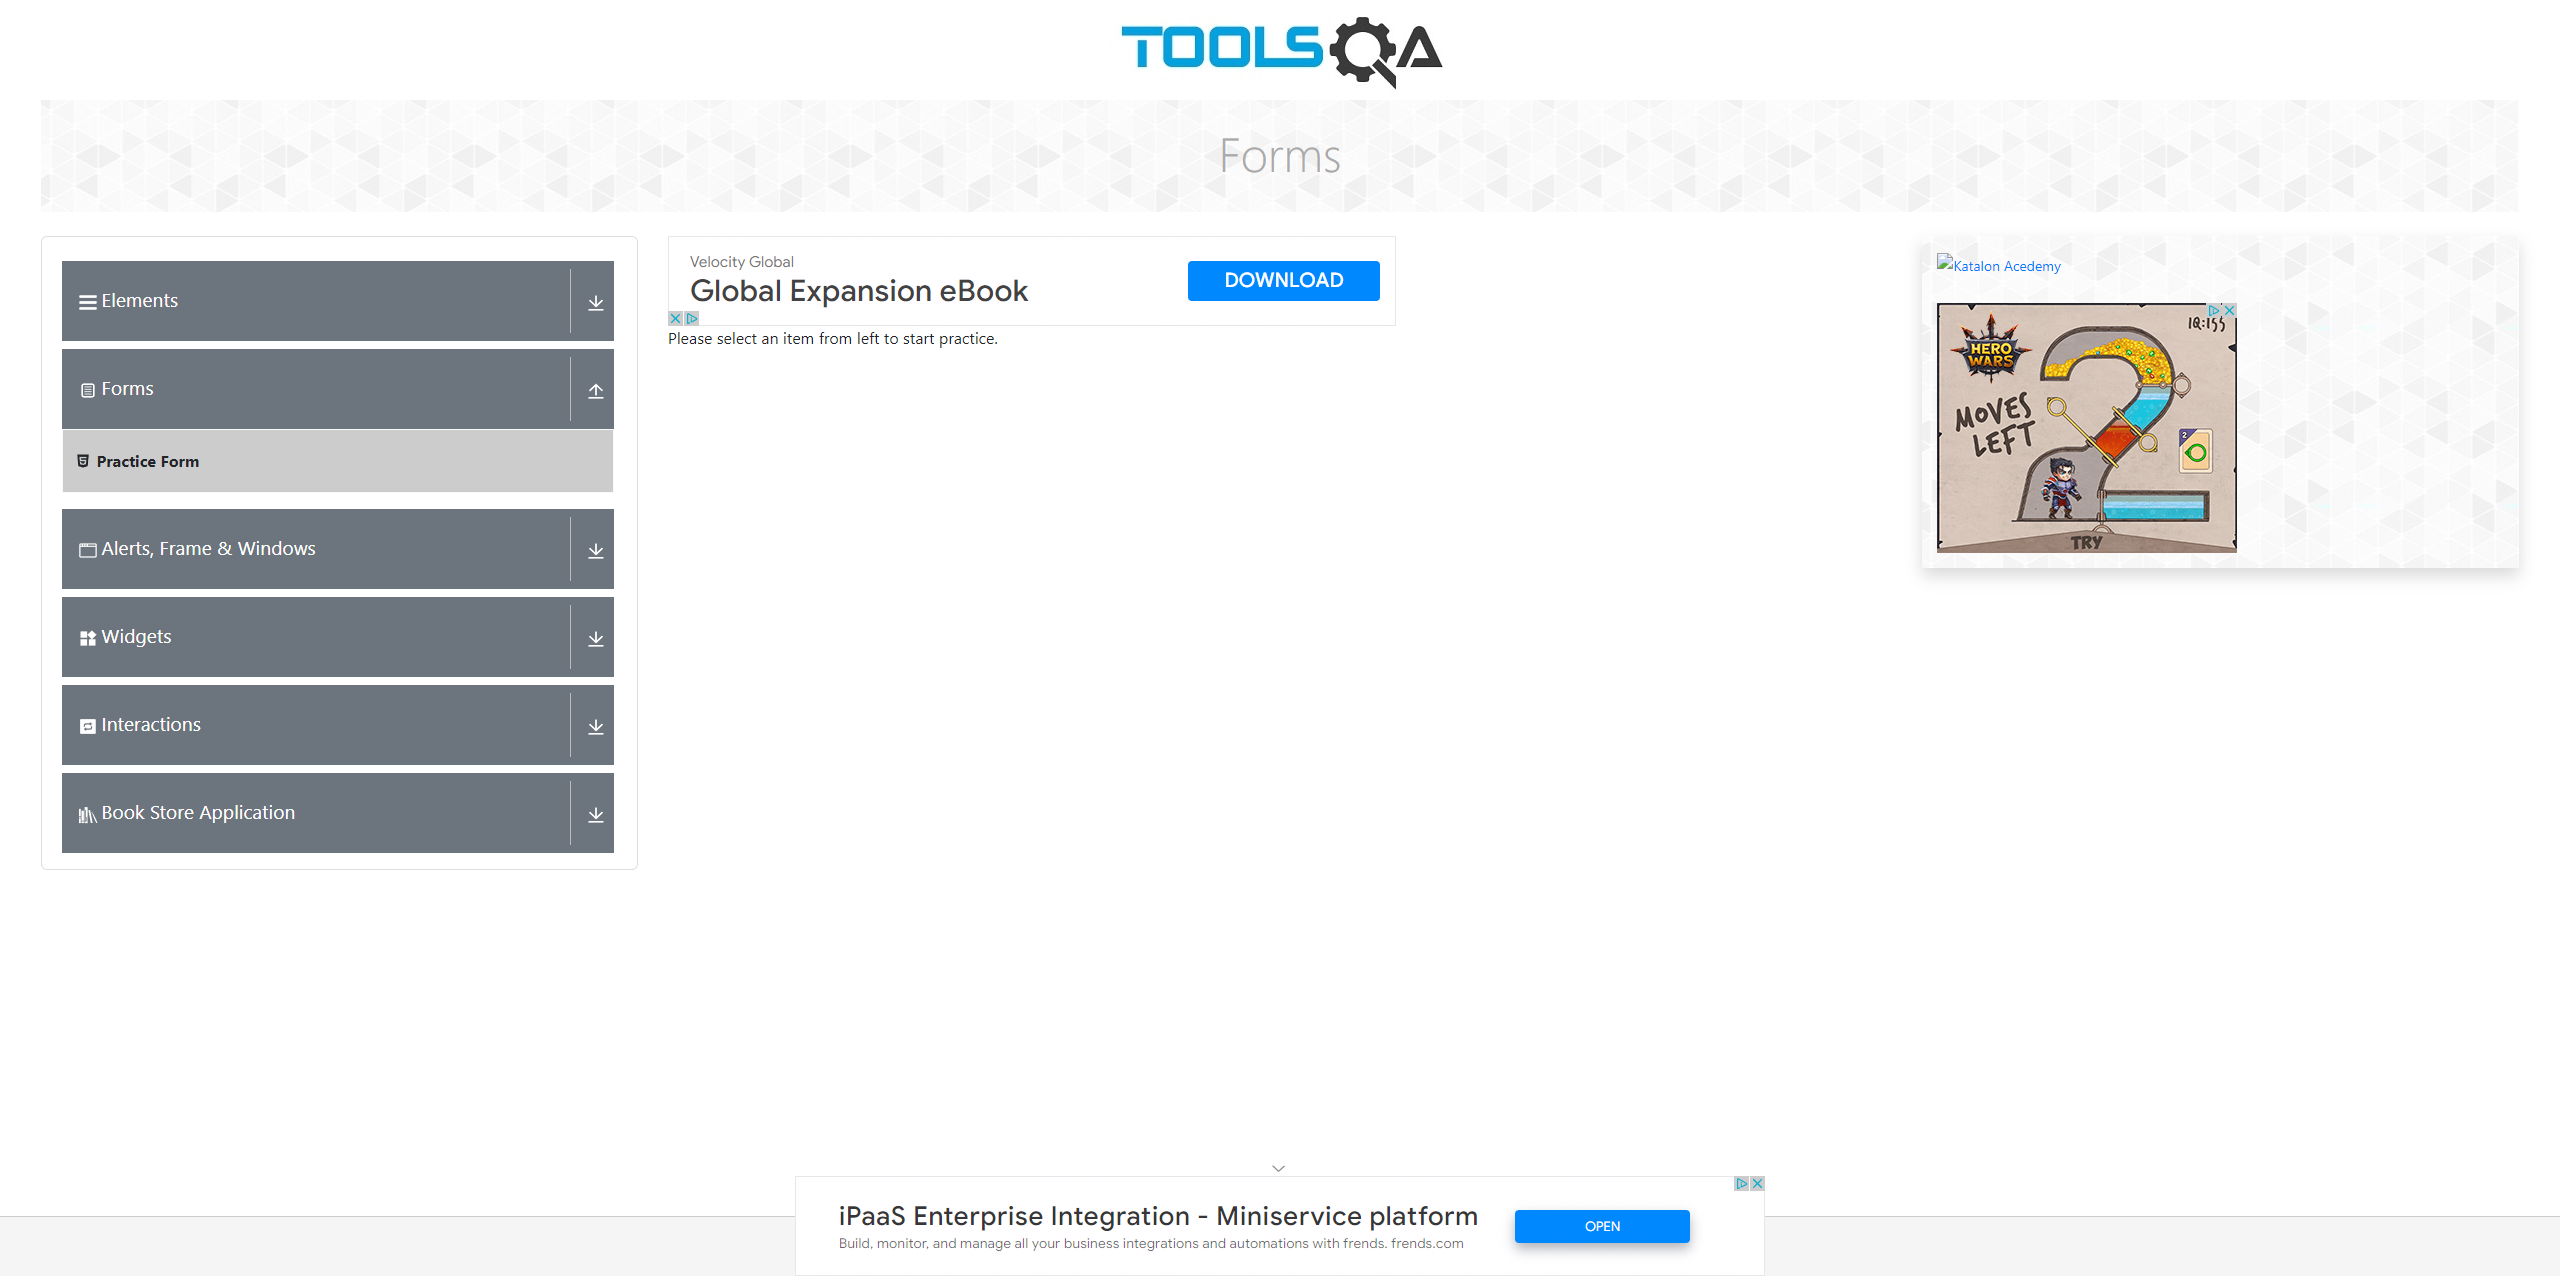 TOOLSQA
Forms
Elements
Forms
Practice Form
Alerts, Frame & Windows
Widgets
Interactions
Book Store Application
Velocity Global
Global Expansion eBook
DOWNLOAD
Please select an item from left to start practice.
Katalon Acedemy
IQ:155
HERO
WARS
MOVES
LEFT
2
TRY
iPaaS Enterprise Integration - Miniservice platform
Build, monitor, and manage all your business integrations and automations with frends. frends.com
OPEN